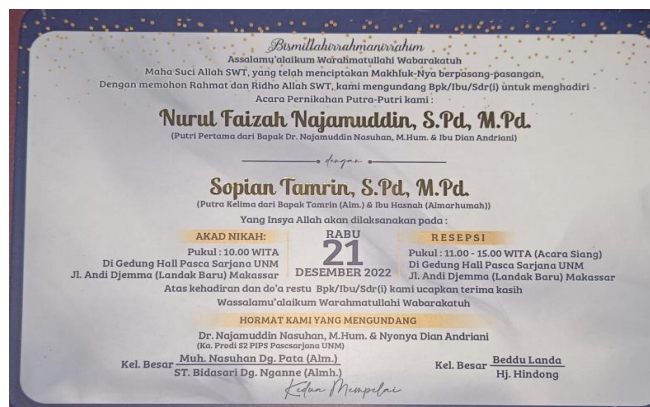 Bismillahirrahmanirrahim
Assalamu'alaikum Warahmatullahi Wabarakatuh
Maha Suci Allah SWT, yang telah menciptakan Makhluk-Nya berpasang-pasangan,
Dengan memohon Rahmat dan Ridho Allah SWT, kami mengundang Bpk/Ibu/Sdr(i) untuk menghadiri
Acara Pernikahan Putra-Putri kami :
Nurul Faizah Najamuddin, S.Pd, M.Pd.
(Putri Pertama dari Bapak Dr. Najamuddin Nasuhan, M.Hum. & Ibu Dian Andriani)
dengan
Sopian Tamrin, S.Pd, M.Pd.
(Putra Kelima dari Bapak Tamrin (Alm.) & Ibu Hasnah (Almarhumah))
Yang Insya Allah akan dilaksanakan pada :
AKAD NIKAH:
Pukul : 10.00 WITA
Di Gedung Hall Pasca Sarjana UNM
Jl. Andi Djemma (Landak Baru) Makassar
RABU
21
DESEMBER 2022
RESEPSI
Pukul : 11.00 - 15.00 WITA (Acara Siang)
Di Gedung Hall Pasca Sarjana UNM
Jl. Andi Djemma (Landak Baru) Makassar
Atas kehadiran dan do'a restu Bpk/Ibu/Sdr(i) kami ucapkan terima kasih
Wassalamu'alaikum Warahmatullahi Wabarakatuh
HORMAT KAMI YANG MENGUNDANG
Dr. Najamuddin Nasuhan, M.Hum. & Nyonya Dian Andriani
(Ka. Prodi S2 PIPS Pascsarjana UNM)
Kel. Besar Muh. Nasuhan Dg. Pata (Alm.)
ST. Bidasari Dg. Nganne (Almh.)
Kel. Besar Beddu Landa
Hj. Hindong
Kedua Mempelai